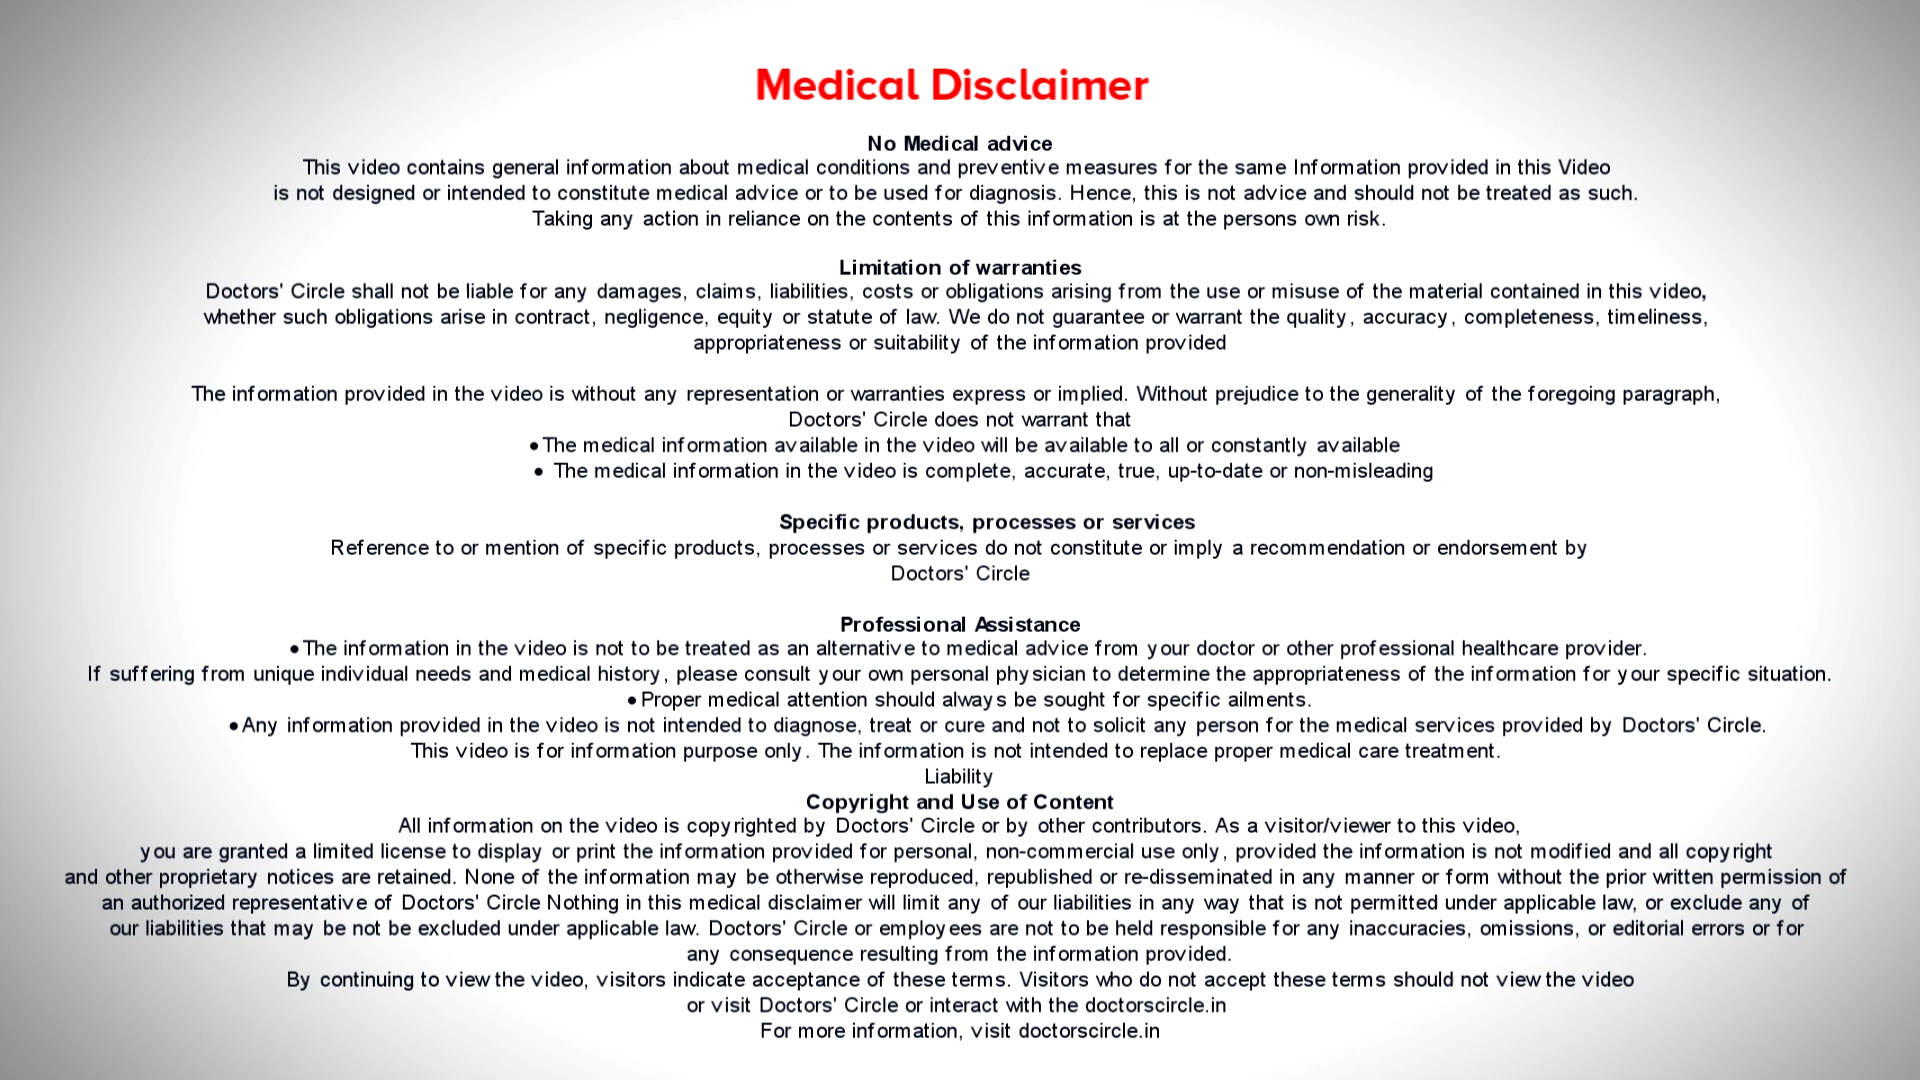 Medical Disclaimer
No Medical advice
This video contains general information about medical conditions and preventive measures for the same Information provided in this Video
is not designed or intended to constitute medical advice or to be used for diagnosis. Hence, this is not advice and should not be treated as such.
Taking any action in reliance on the contents of this information is at the persons own risk.
Limitation of warranties
Doctors' Circle shall not be liable for any damages, claims, liabilities, costs or obligations arising from the use or misuse of the material contained in this video,
whether such obligations arise in contract, negligence, equity or statute of law. We do not guarantee or warrant the quality, accuracy, completeness, timeliness,
appropriateness or suitability of the information provided
The information provided in the video is without any representation or warranties express or implied. Without prejudice to the generality of the foregoing paragraph,
Doctors' Circle does not warrant that
•The medical information available in the video will be available to all or constantly available
• The medical information in the video is complete, accurate, true, up-to-date or non-misleading
Specific products, processes or services
Reference to or mention of specific products, processes or services do not constitute or imply a recommendation or endorsement by
Doctors' Circle
Professional Assistance
•The information in the video is not to be treated as an alternative to medical advice from your doctor or other professional healthcare provider.
If suffering from unique individual needs and medical history, please consult your own personal physician to determine the appropriateness of the information for your specific situation.
•Proper medical attention should always be sought for specific ailments.
•Any information provided in the video is not intended to diagnose, treat or cure and not to solicit any person for the medical services provided by Doctors' Circle.
This video is for information purpose only. The information is not intended to replace proper medical care treatment.
Liability
Copyright and Use of Content
All information on the video is copyrighted by Doctors' Circle or by other contributors. As a visitor/viewer to this video,
you are granted a limited license to display or print the information provided for personal, non-commercial use only, provided the information is not modified and all copyright
and other proprietary notices are retained. None of the information may be otherwise reproduced, republished or re-disseminated in any manner or form without the prior written permission of
an authorized representative of Doctors' Circle Nothing in this medical disclaimer will limit any of our liabilities in any way that is not permitted under applicable law, or exclude any of
our liabilities that may be not be excluded under applicable law. Doctors' Circle or employees are not to be held responsible for any inaccuracies, omissions, or editorial errors or for
any consequence resulting from the information provided.
By continuing to view the video, visitors indicate acceptance of these terms. Visitors who do not accept these terms should not view the video
or visit Doctors' Circle or interact with the doctorscircle.in
For more information, visit doctorscircle.in